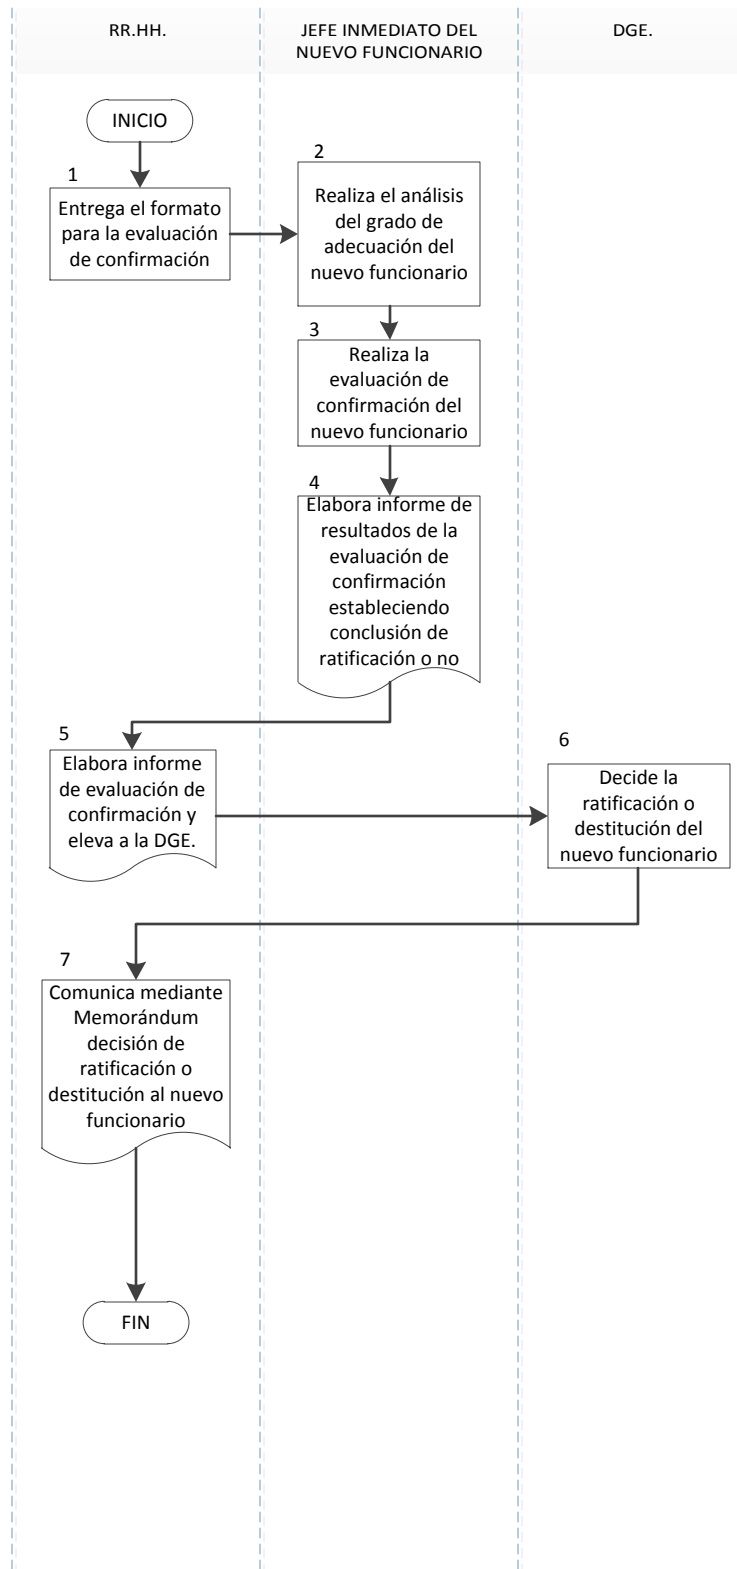 RR.HH.
JEFE INMEDIATO DEL
NUEVO FUNCIONARIO
DGE.
INICIO
1
Entrega el formato
para la evaluación
de confirmación
2
Realiza el análisis
del grado de
adecuación del
nuevo funcionario
3
Realiza la
evaluación de
confirmación del
nuevo funcionario
4
Elabora informe de
resultados de la
evaluación de
confirmación
estableciendo
conclusión de
ratificación o no
5
Elabora informe
de evaluación de
confirmación y
eleva a la DGE.
6
Decide la
ratificación o
destitución del
nuevo funcionario
7
Comunica mediante
Memorándum
decisión de
ratificación o
destitución al nuevo
funcionario
FIN